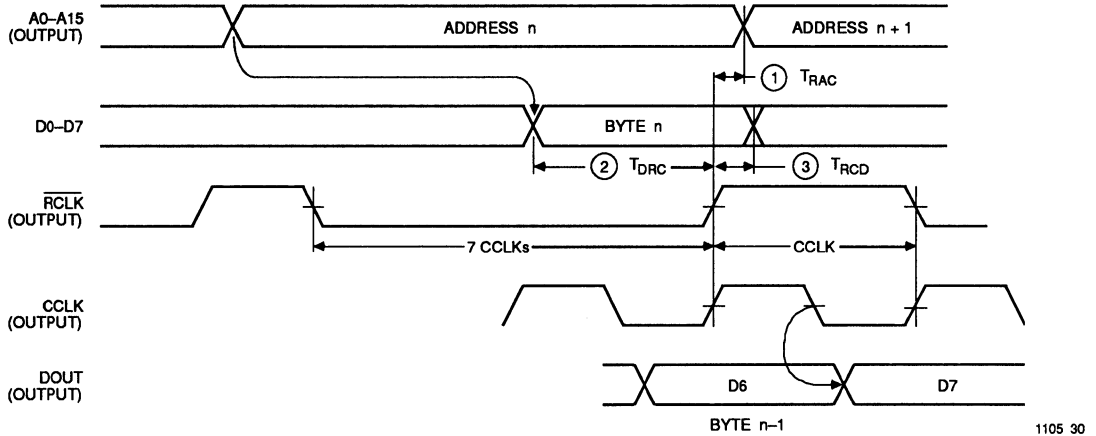 A0–A15
(OUTPUT)
ADDRESS n
ADDRESS n + 1
1 TRAC
D0–D7
BYTE n
2 TDRC
3 TRCD
RCLK
(OUTPUT)
7 CCLKs
CCLK
CCLK
(OUTPUT)
DOUT
(OUTPUT)
D6
D7
BYTE n–1
1105 30